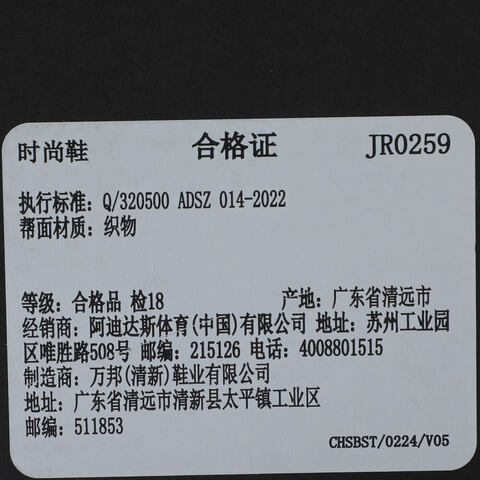 时尚鞋 合格证 JR0259
执行标准: Q/320500 ADSZ 014-2022
帮面材质: 织物
等级: 合格品 检18 产地: 广东省清远市
经销商: 阿迪达斯体育(中国)有限公司 地址: 苏州工业园
区唯胜路508号 邮编: 215126 电话: 4008801515
制造商: 万邦(清新)鞋业有限公司
地址: 广东省清远市清新县太平镇工业区
邮编: 511853
CHSBST/0224/V05